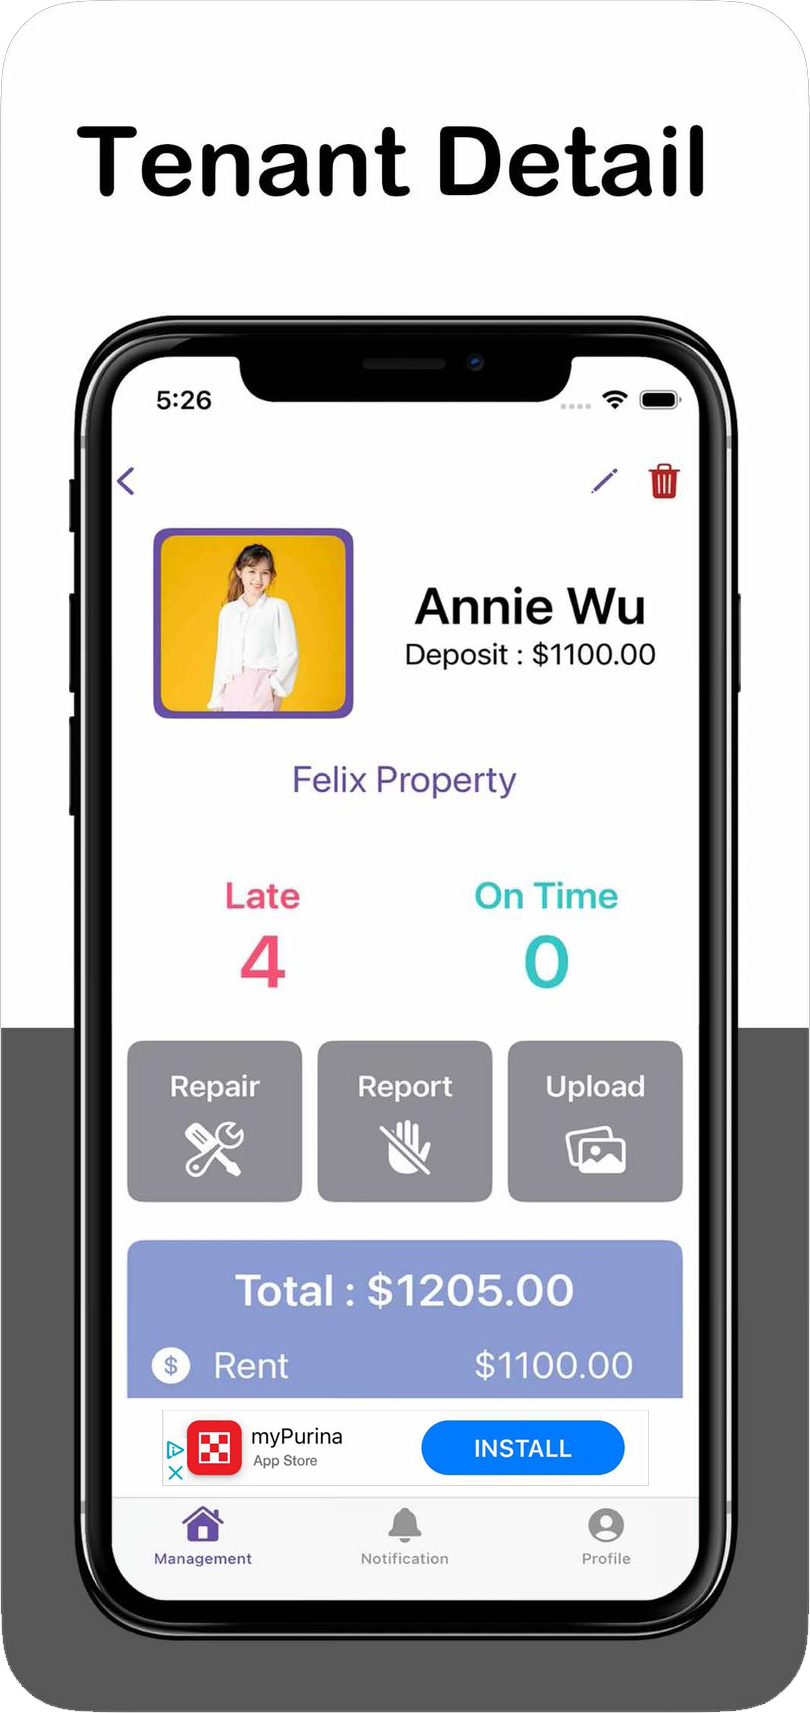 Tenant Detail
5:26
Annie Wu
Deposit : $1100.00
Felix Property
Late
On Time
4
0
Repair
Report
Upload
Total : $1205.00
$ Rent $1100.00
myPurina
App Store
INSTALL
Management
Notification
Profile